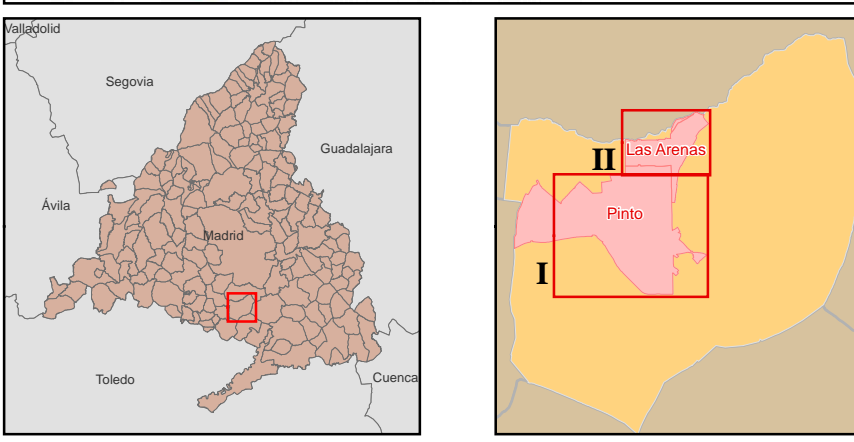 Valladolid
Segovia
Guadalajara
Ávila
Madrid
Toledo
Cuenca
Las Arenas
II
Pinto
I